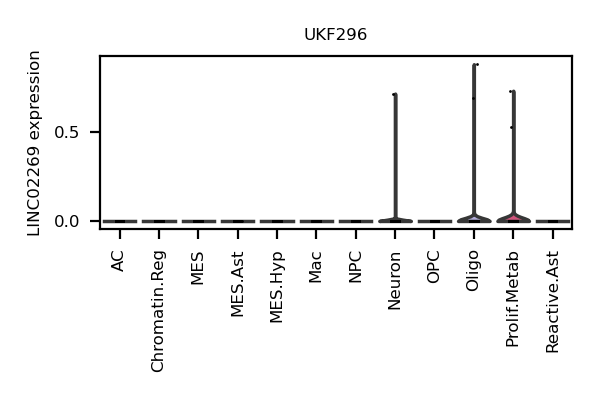 UKF296
LINC02269 expression
0.5
0.0
AC
Chromatin.Reg
MES
MES.Ast
MES.Hyp
Mac
NPC
Neuron
OPC
Oligo
Prolif.Metab
Reactive.Ast